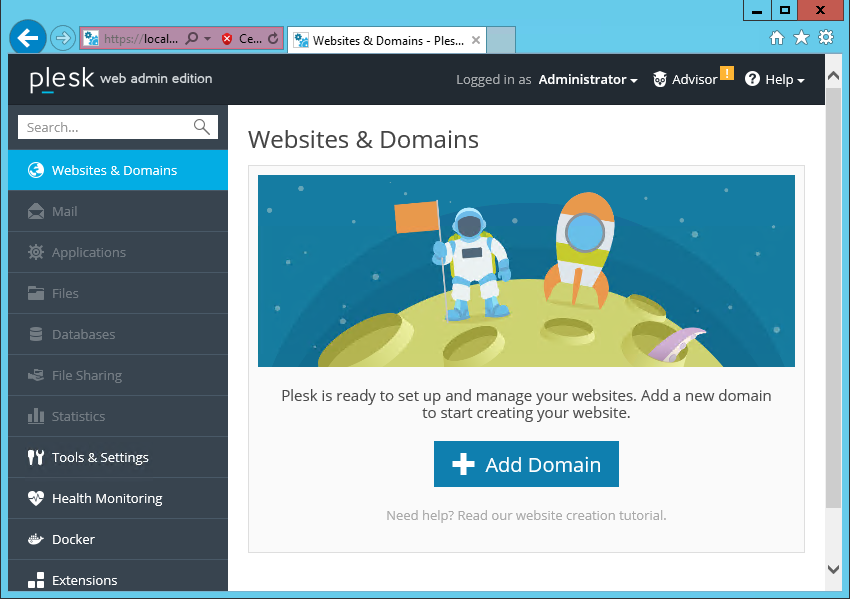 https://local...
Ce...
Websites & Domains - Ples...
plesk web admin edition
Logged in as Administrator
Advisor
!
? Help
Search...
Websites & Domains
Mail
Applications
Files
Databases
File Sharing
Statistics
Tools & Settings
Health Monitoring
Docker
Extensions
Websites & Domains
Plesk is ready to set up and manage your websites. Add a new domain
to start creating your website.
Add Domain
Need help? Read our website creation tutorial.